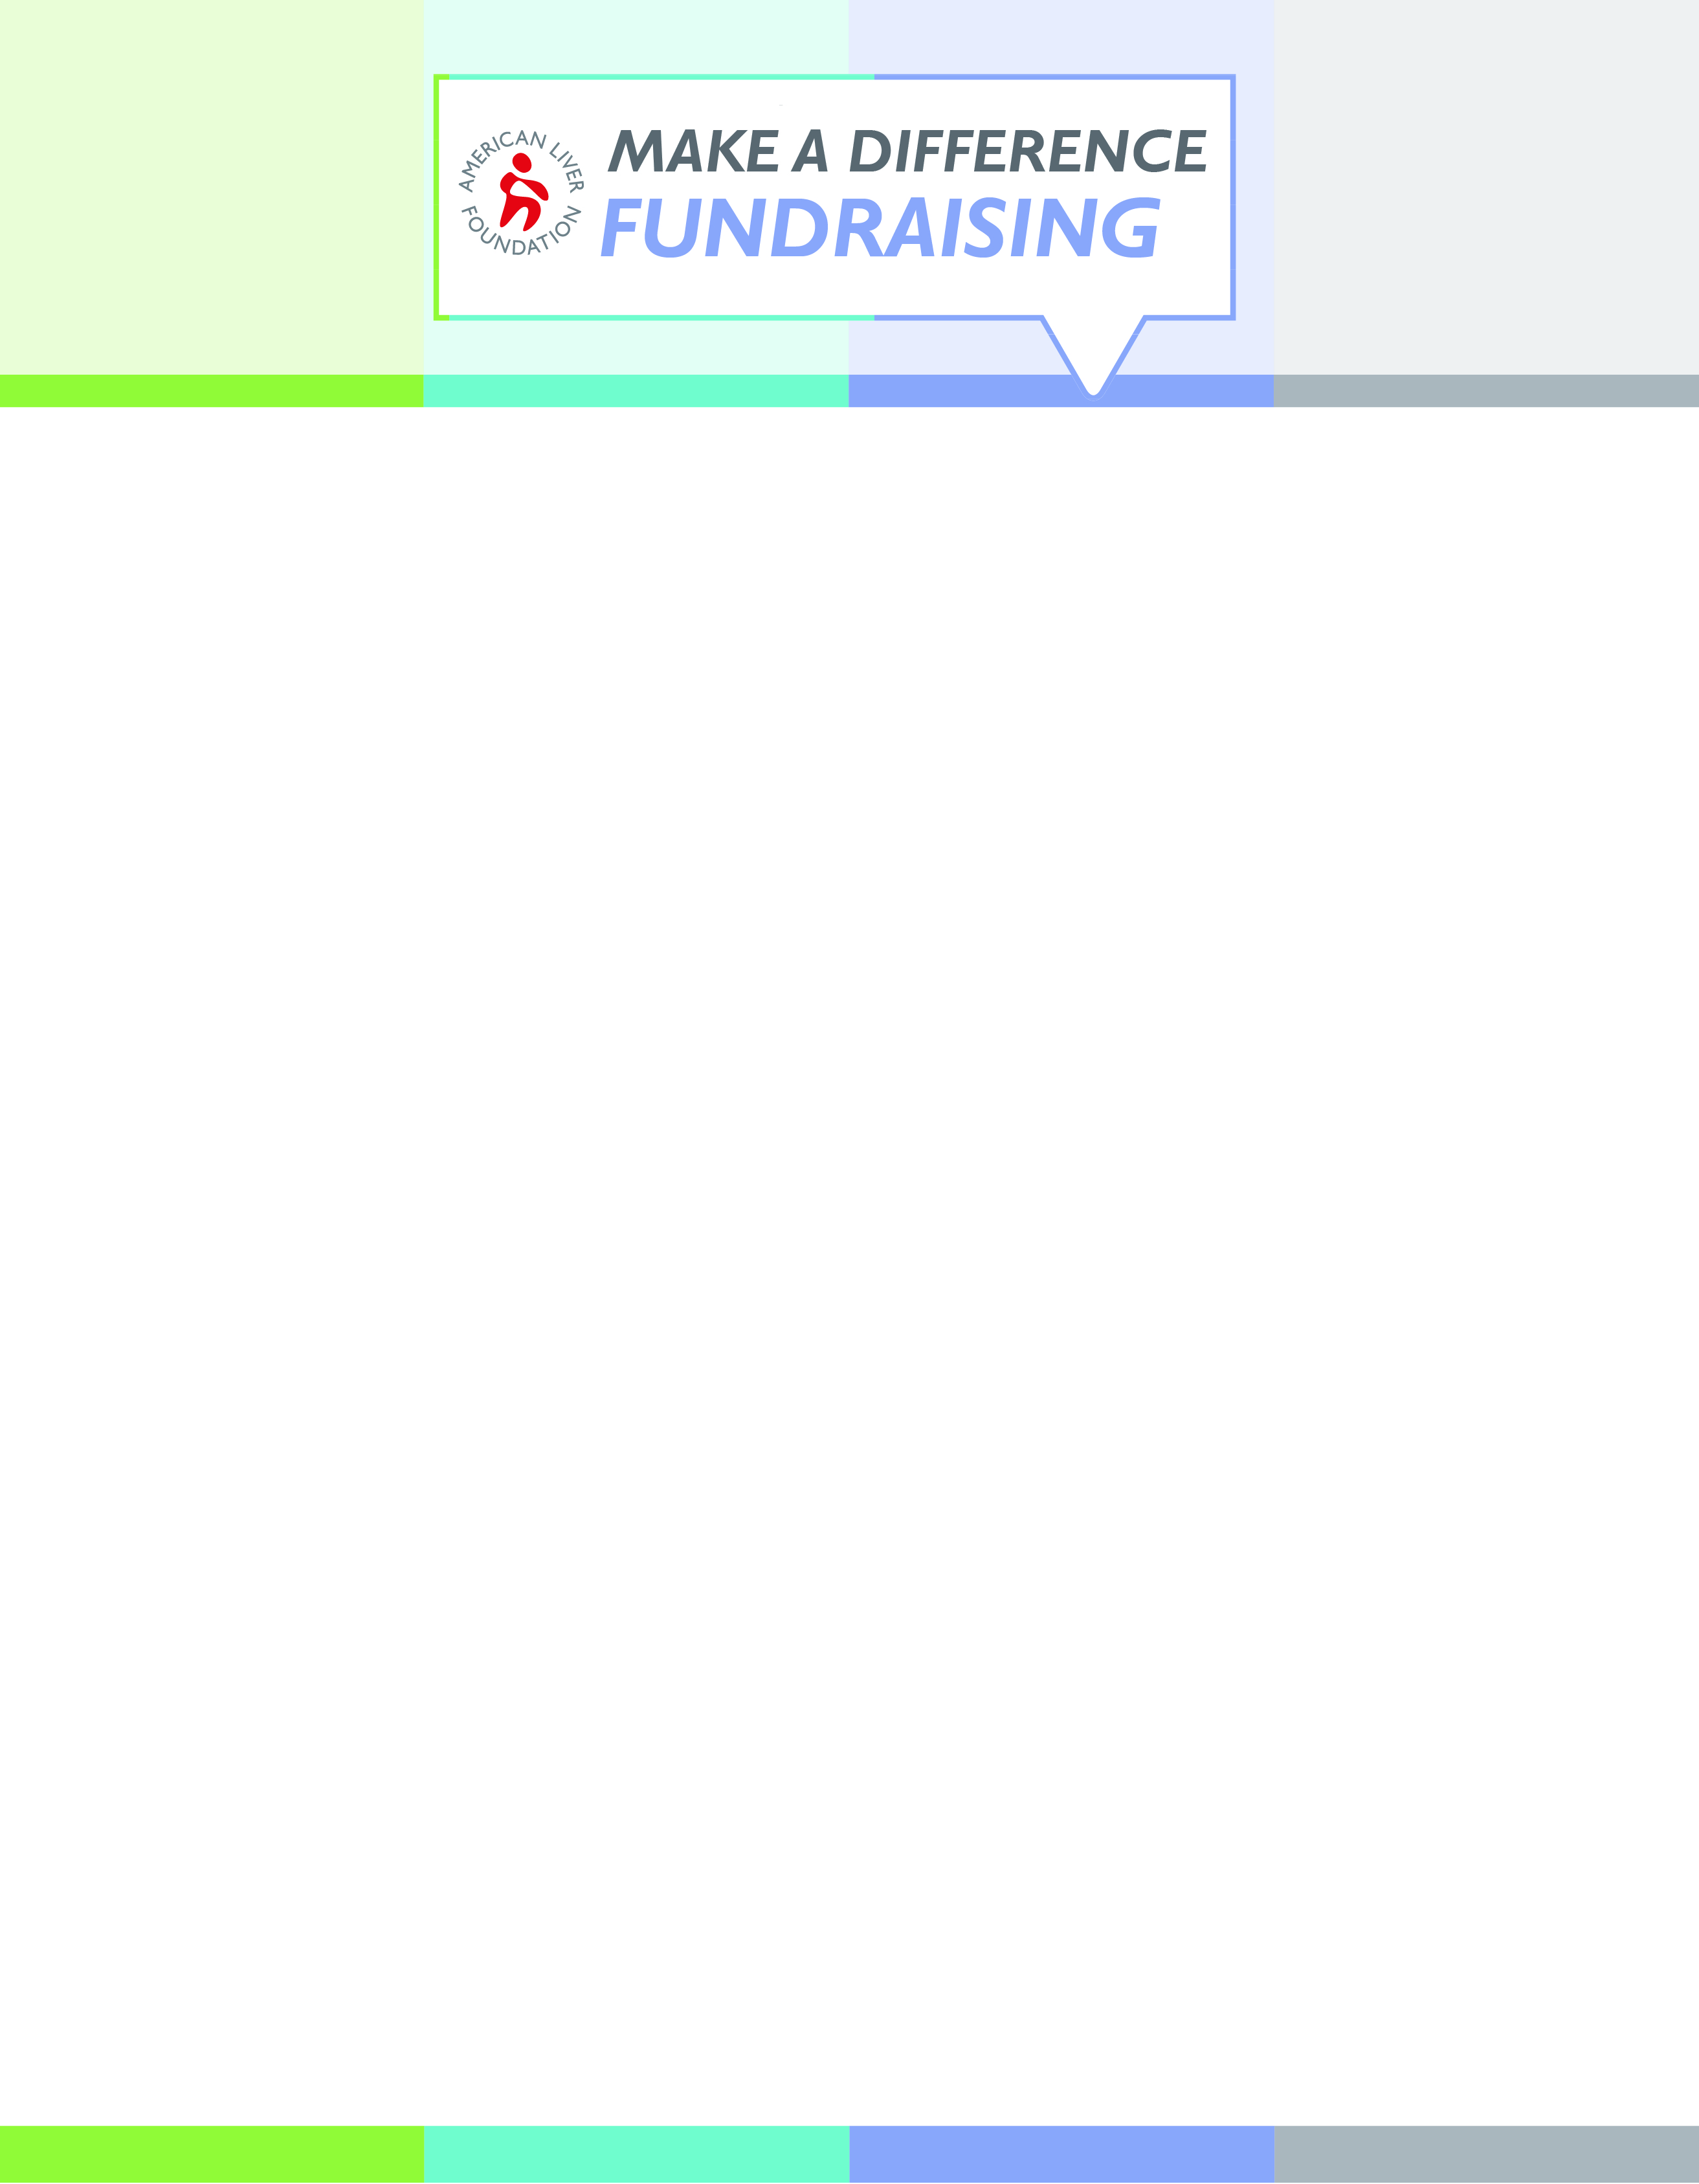 AMERICAN LIVER
FOUNDATION
MAKE A DIFFERENCE
FUNDRAISING